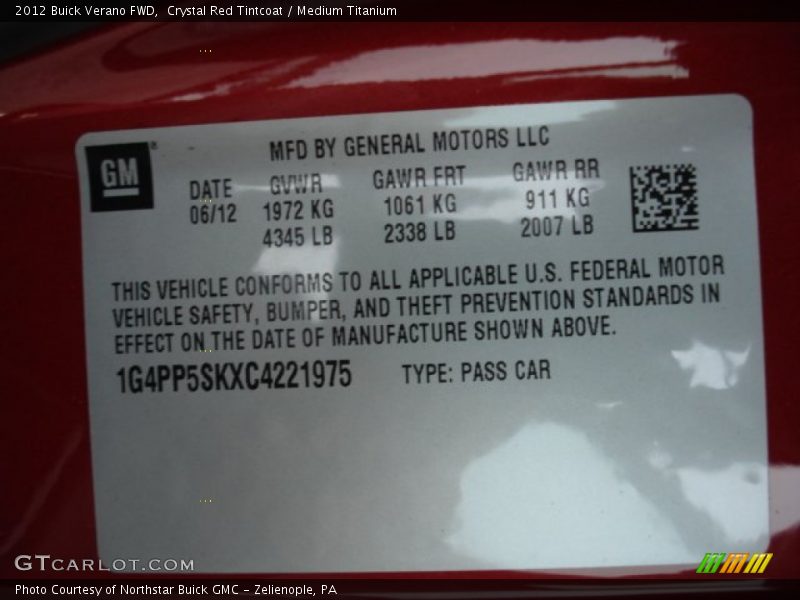 2012 Buick Verano FWD,  Crystal Red Tintcoat / Medium Titanium
GM®
MFD BY GENERAL MOTORS LLC
DATE GVWR GAWR FRT GAWR RR
06/12 1972 KG 1061 KG 911 KG
4345 LB 2338 LB 2007 LB
THIS VEHICLE CONFORMS TO ALL APPLICABLE U.S. FEDERAL MOTOR
VEHICLE SAFETY, BUMPER, AND THEFT PREVENTION STANDARDS IN
EFFECT ON THE DATE OF MANUFACTURE SHOWN ABOVE.
1G4PP5SKXC4221975 TYPE: PASS CAR
GTCARLOT.COM
Photo Courtesy of Northstar Buick GMC - Zelienople, PA